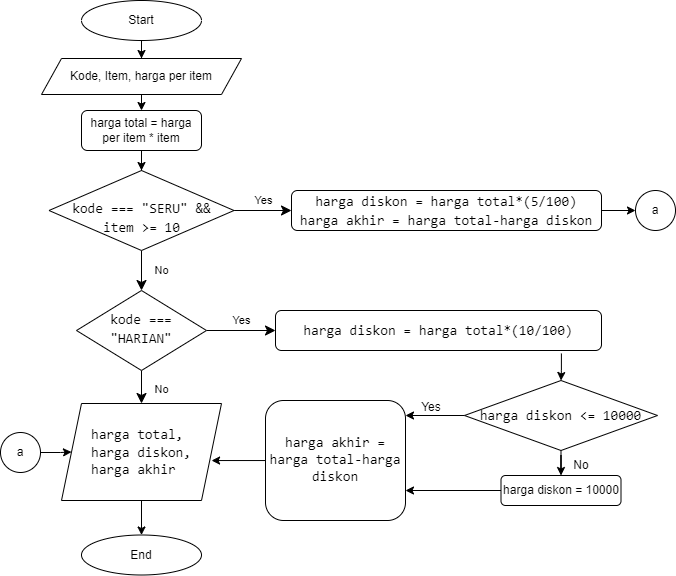 Start
Kode, Item, harga per item
harga total = harga
per item * item
kode === "SERU" &&
item >= 10
Yes
harga diskon = harga total*(5/100)
harga akhir = harga total-harga diskon
a
No
kode ===
"HARIAN"
Yes
harga diskon = harga total*(10/100)
No
harga diskon <= 10000
Yes
No
harga diskon = 10000
harga akhir =
harga total-harga
diskon
harga total,
harga diskon,
harga akhir
a
End